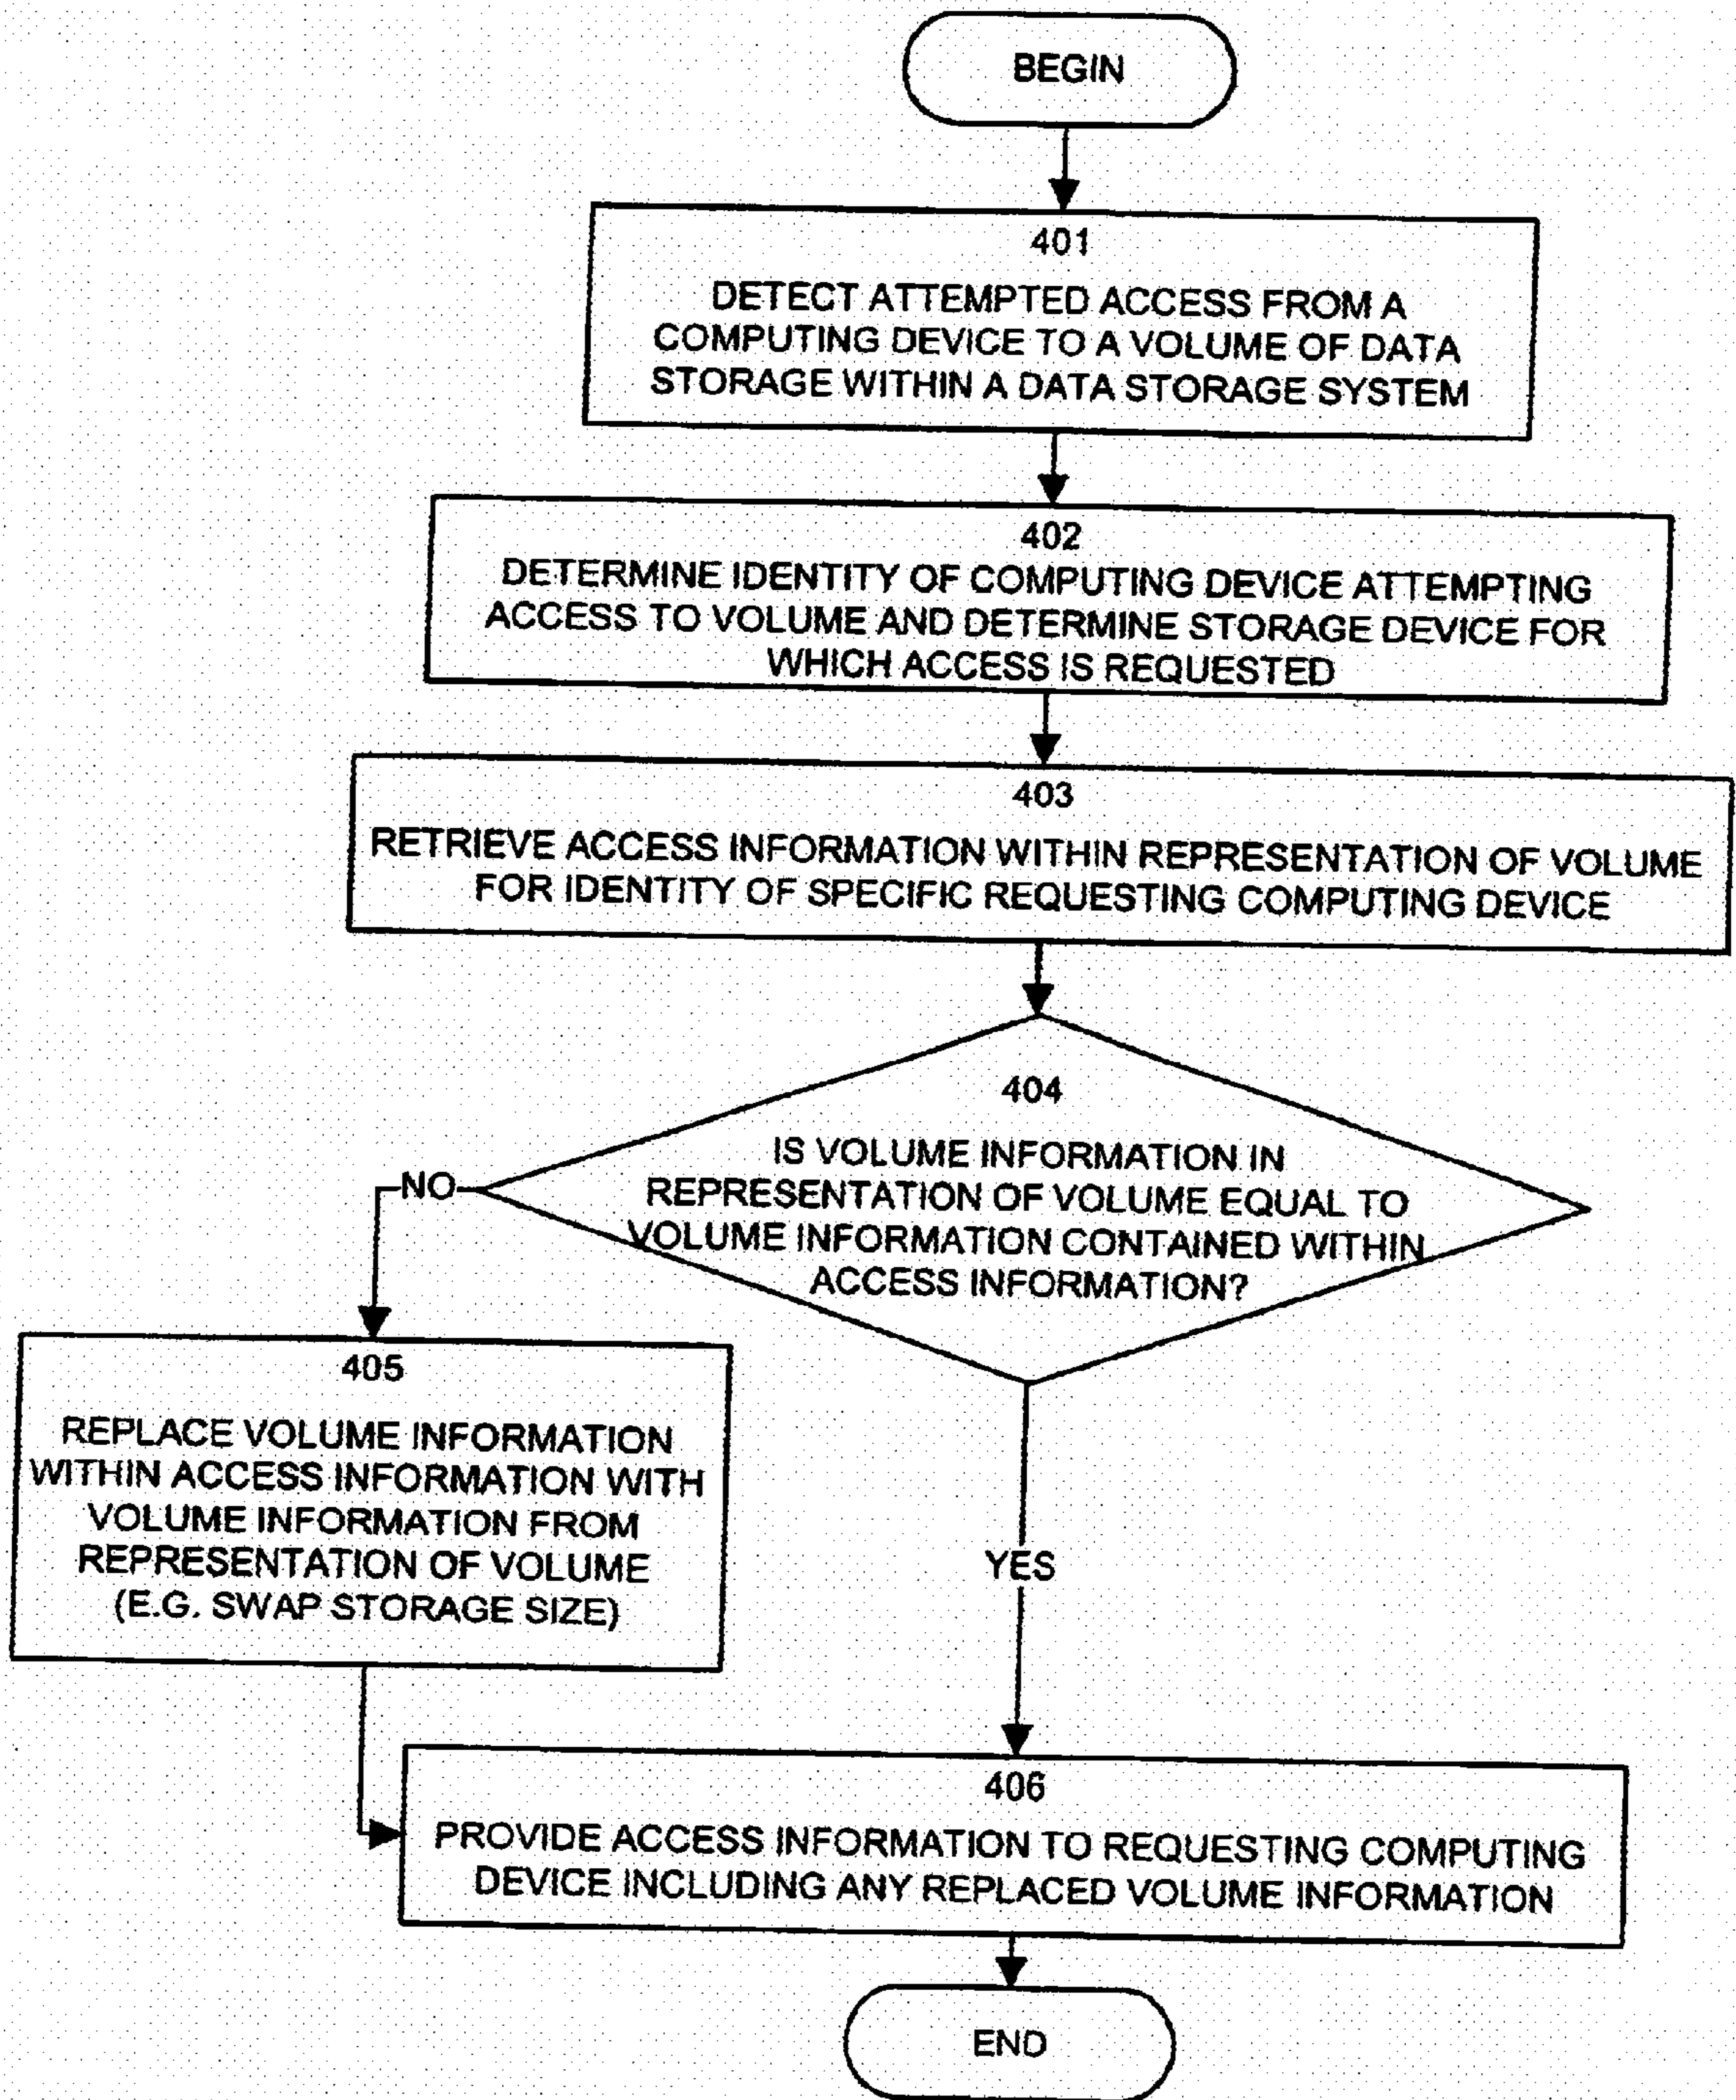 BEGIN
401
DETECT ATTEMPTED ACCESS FROM A
COMPUTING DEVICE TO A VOLUME OF DATA
STORAGE WITHIN A DATA STORAGE SYSTEM
402
DETERMINE IDENTITY OF COMPUTING DEVICE ATTEMPTING
ACCESS TO VOLUME AND DETERMINE STORAGE DEVICE FOR
WHICH ACCESS IS REQUESTED
403
RETRIEVE ACCESS INFORMATION WITHIN REPRESENTATION OF VOLUME
FOR IDENTITY OF SPECIFIC REQUESTING COMPUTING DEVICE
404
IS VOLUME INFORMATION IN
REPRESENTATION OF VOLUME EQUAL TO
VOLUME INFORMATION CONTAINED WITHIN
ACCESS INFORMATION?
NO
405
REPLACE VOLUME INFORMATION
WITHIN ACCESS INFORMATION WITH
VOLUME INFORMATION FROM
REPRESENTATION OF VOLUME
(E.G. SWAP STORAGE SIZE)
YES
406
PROVIDE ACCESS INFORMATION TO REQUESTING COMPUTING
DEVICE INCLUDING ANY REPLACED VOLUME INFORMATION
END